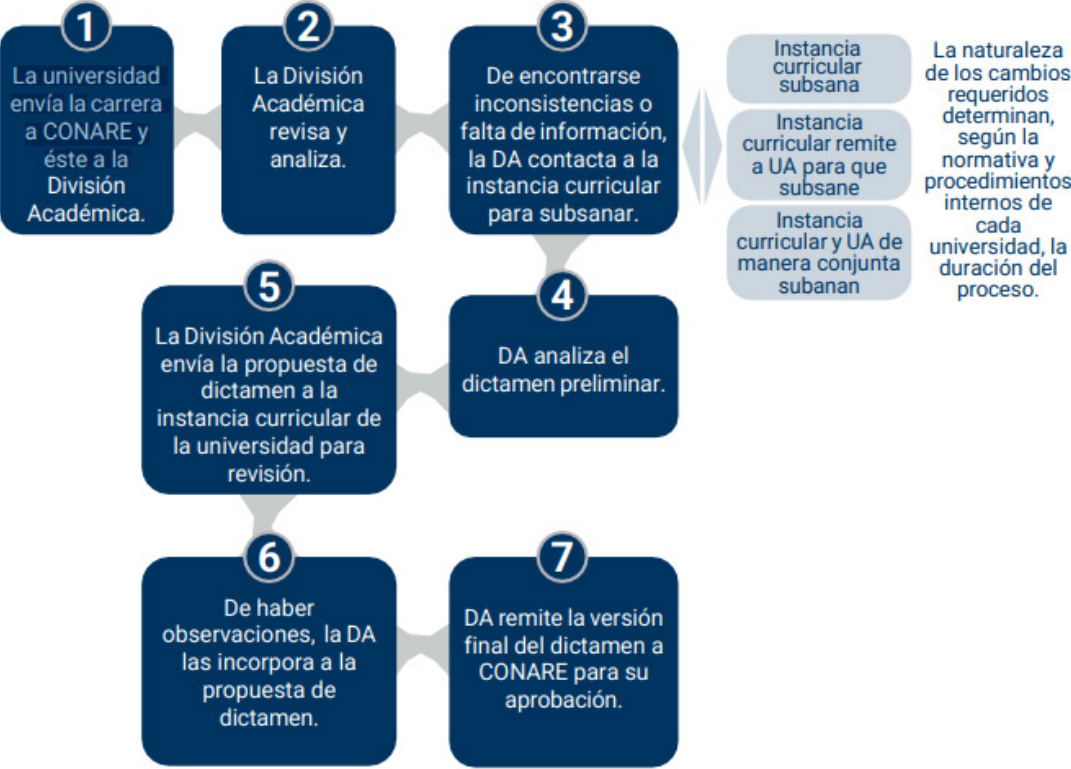 1
La universidad
envía la carrera
a CONARE y
éste a la
División
Académica.
2
La División
Académica
revisa y
analiza.
3
De encontrarse
inconsistencias o
falta de información,
la DA contacta a la
instancia curricular
para subsanar.
Instancia
curricular
subsana
Instancia
curricular remite
a UA para que
subsane
Instancia
curricular y UA de
manera conjunta
subanan
La naturaleza
de los cambios
requeridos
determinan,
según la
normativa y
procedimientos
internos de
cada
universidad, la
duración del
proceso.
4
DA analiza el
dictamen preliminar.
5
La División Académica
envía la propuesta de
dictamen a la
instancia curricular de
la universidad para
revisión.
6
De haber
observaciones, la DA
las incorpora a la
propuesta de
dictamen.
7
DA remite la versión
final del dictamen a
CONARE para su
aprobación.